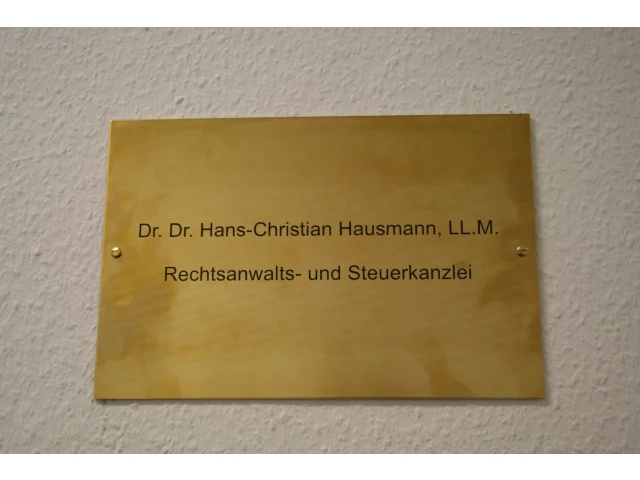 Dr. Dr. Hans-Christian Hausmann, LL.M.
Rechtsanwalts- und Steuerkanzlei